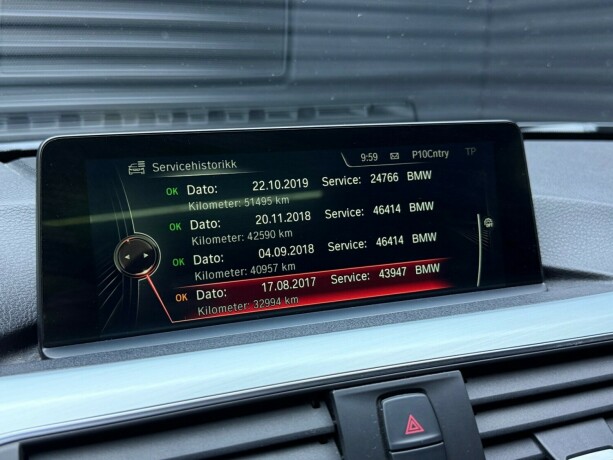 Servicehistorikk 9:59 P10Cntry TP
OK Dato: 22.10.2019 Service: 24766 BMW
Kilometer: 51495 km
OK Dato: 20.11.2018 Service: 46414 BMW
Kilometer: 42590 km
OK Dato: 04.09.2018 Service: 46414 BMW
Kilometer: 40957 km
OK Dato: 17.08.2017 Service: 43947 BMW
Kilometer: 32994 km